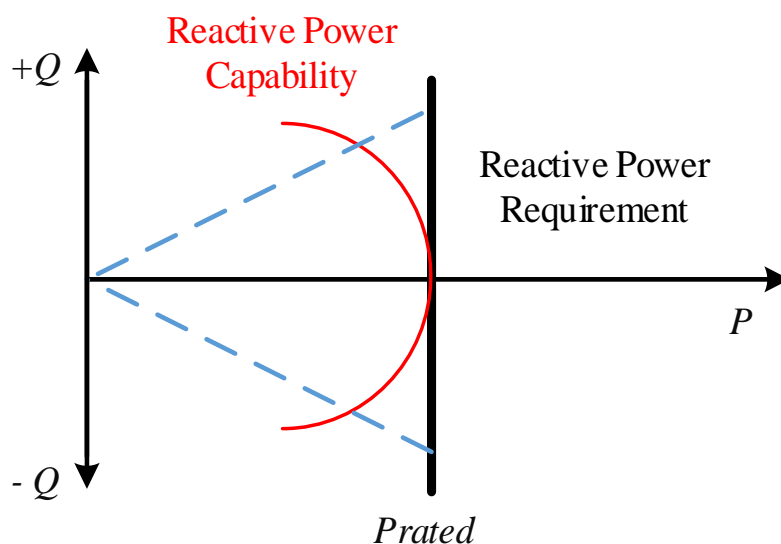 Reactive Power
Capability
+Q
Reactive Power
Requirement
P
- Q
Prated